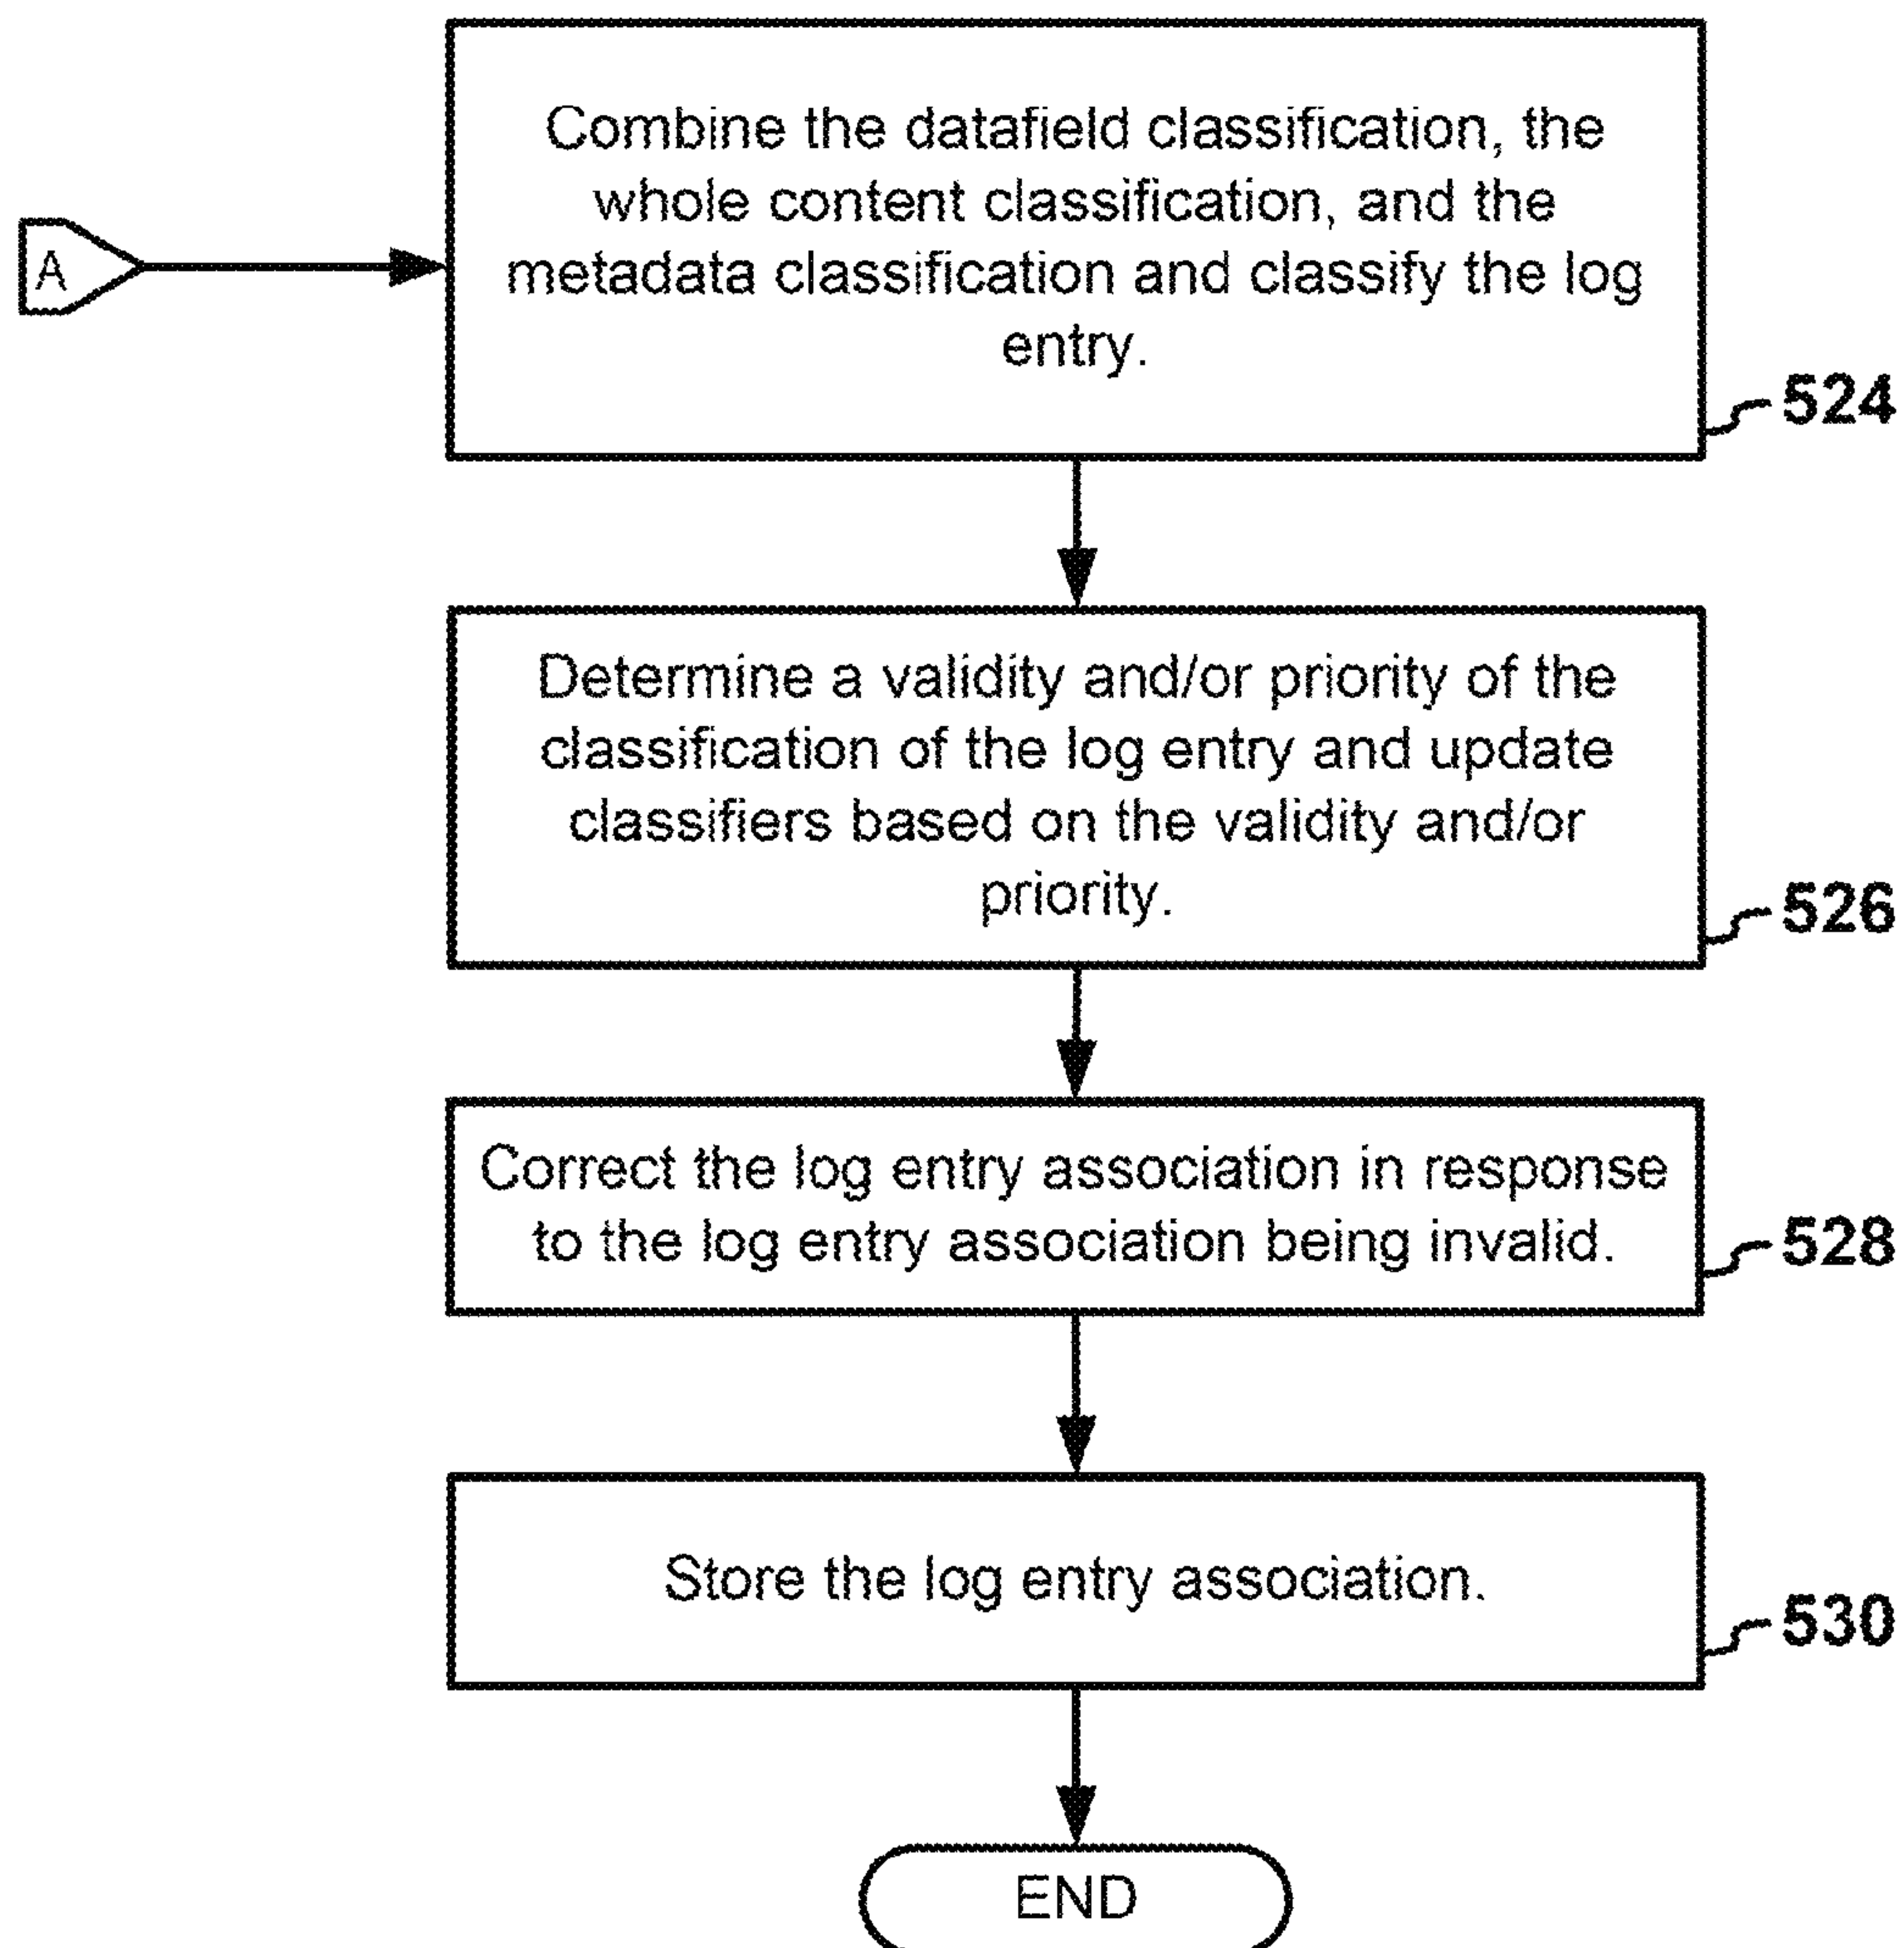 A
Combine the datafield classification, the
whole content classification, and the
metadata classification and classify the log
entry.
524
Determine a validity and/or priority of the
classification of the log entry and update
classifiers based on the validity and/or
priority.
526
Correct the log entry association in response
to the log entry association being invalid.
528
Store the log entry association.
530
END